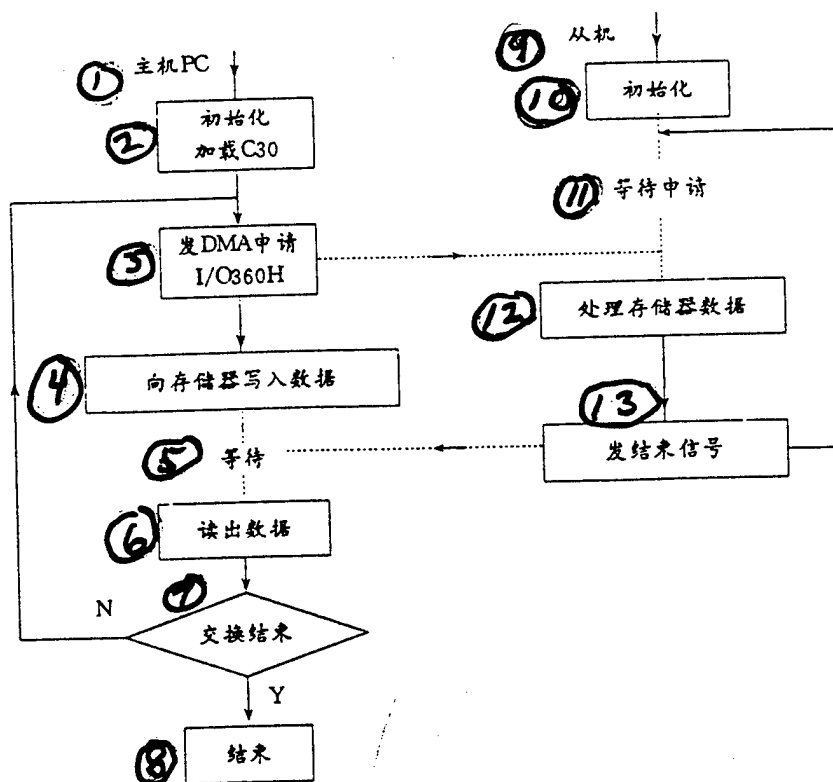 ① 主机PC
② 初始化
加载C30
③ 发DMA申请
I/O360H
④ 向存储器写入数据
⑤ 等待
⑥ 读出数据
⑦ 交换结束
N
Y
⑧ 结束
⑨ 从机
⑩ 初始化
⑪ 等待申请
⑫ 处理存储器数据
⑬
发结束信号